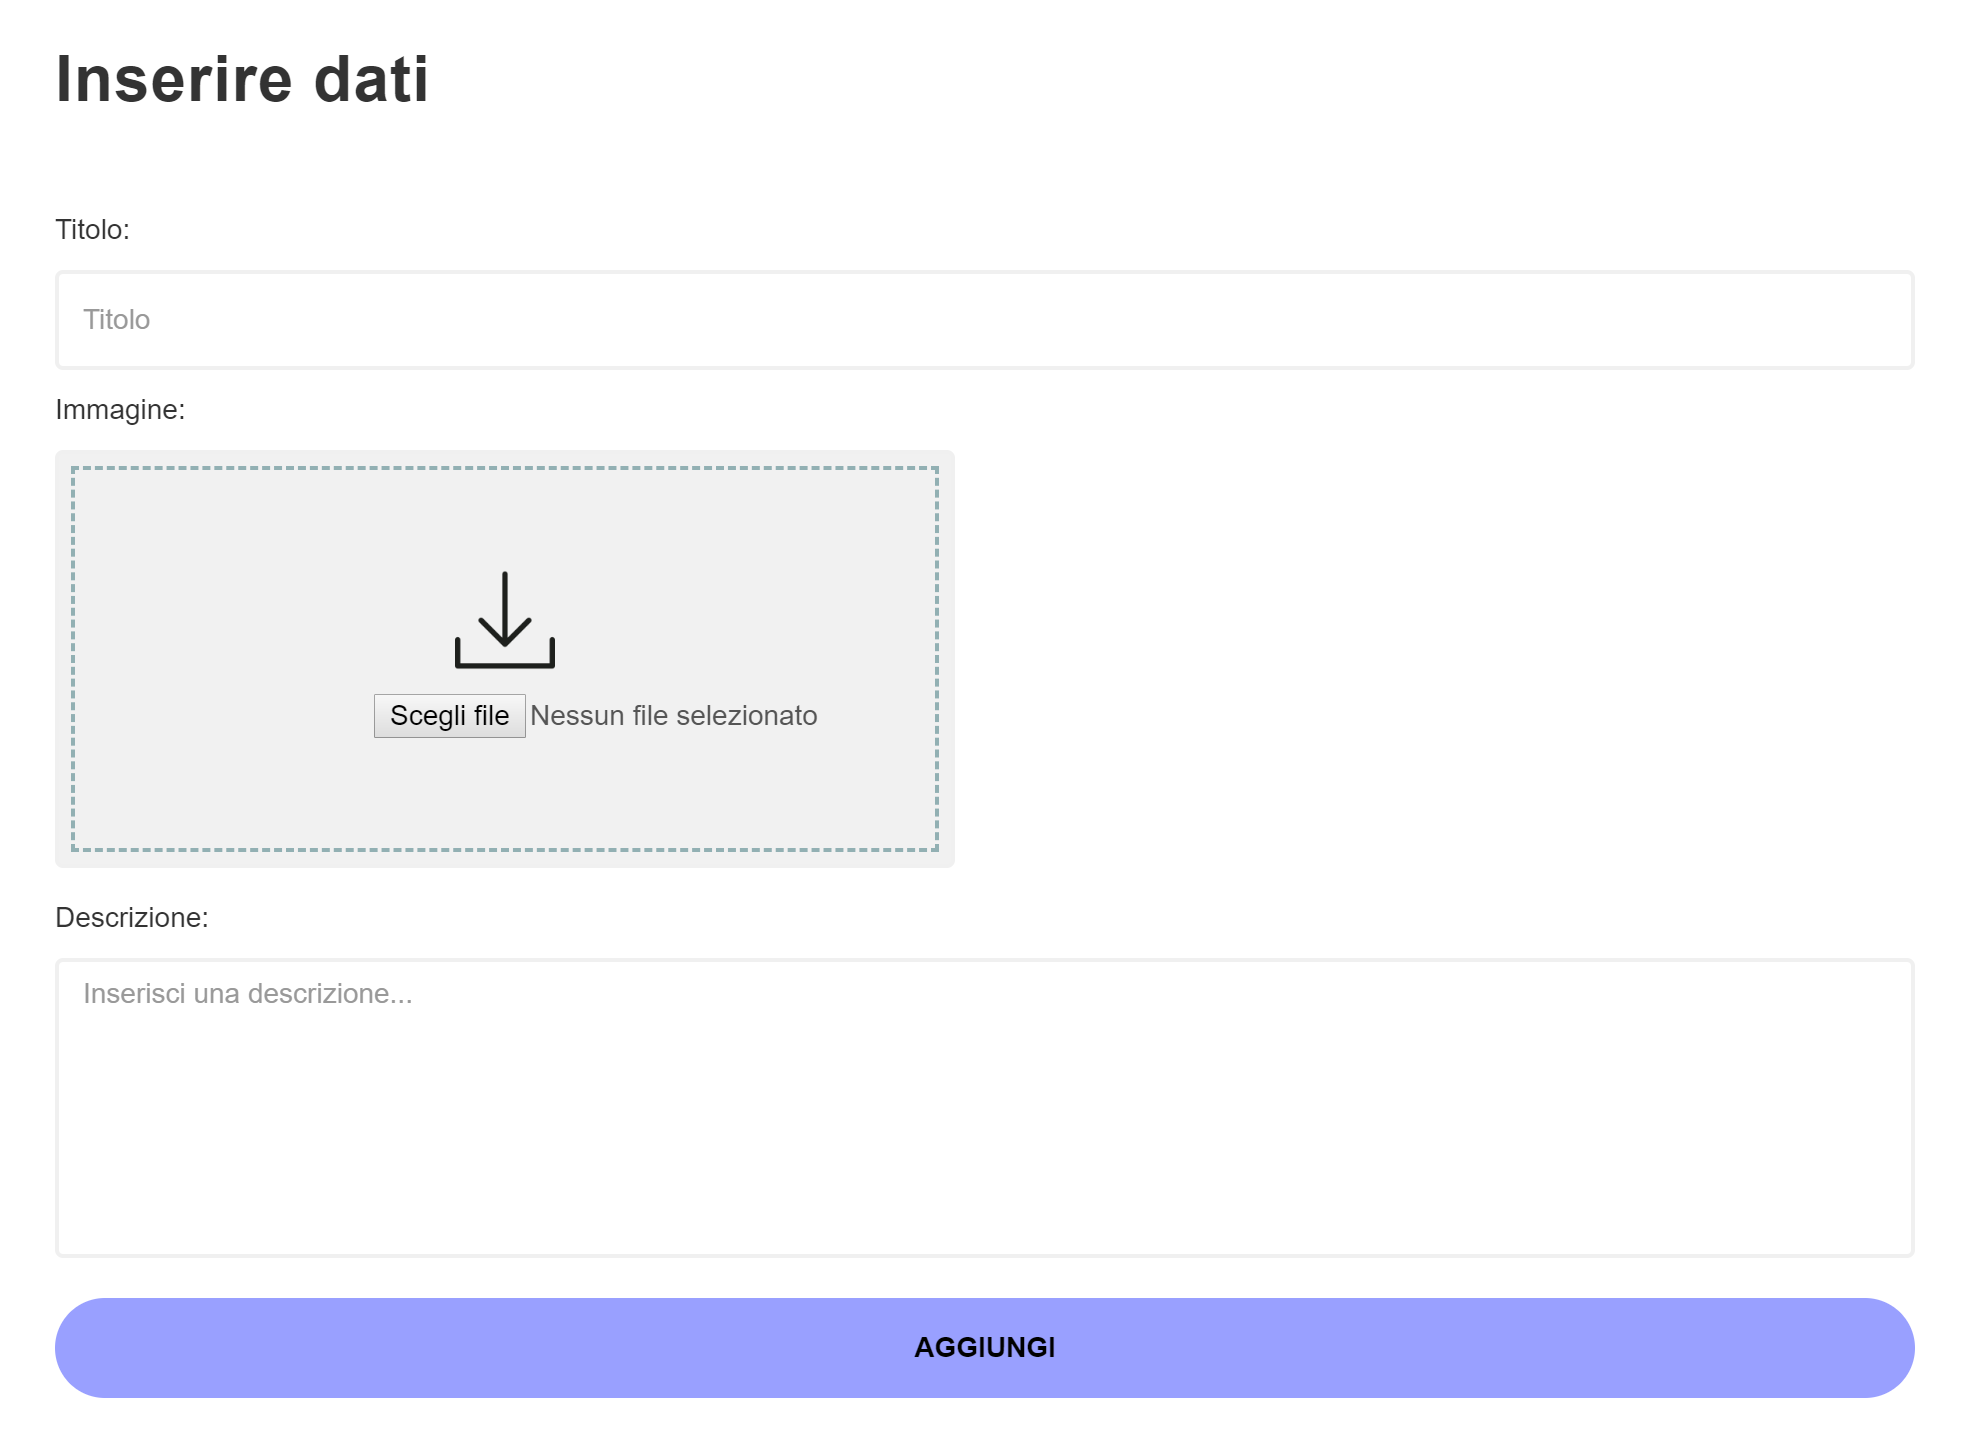 Inserire dati
Titolo:
Titolo
Immagine:
Scegli file Nessun file selezionato
Descrizione:
Inserisci una descrizione...
AGGIUNGI